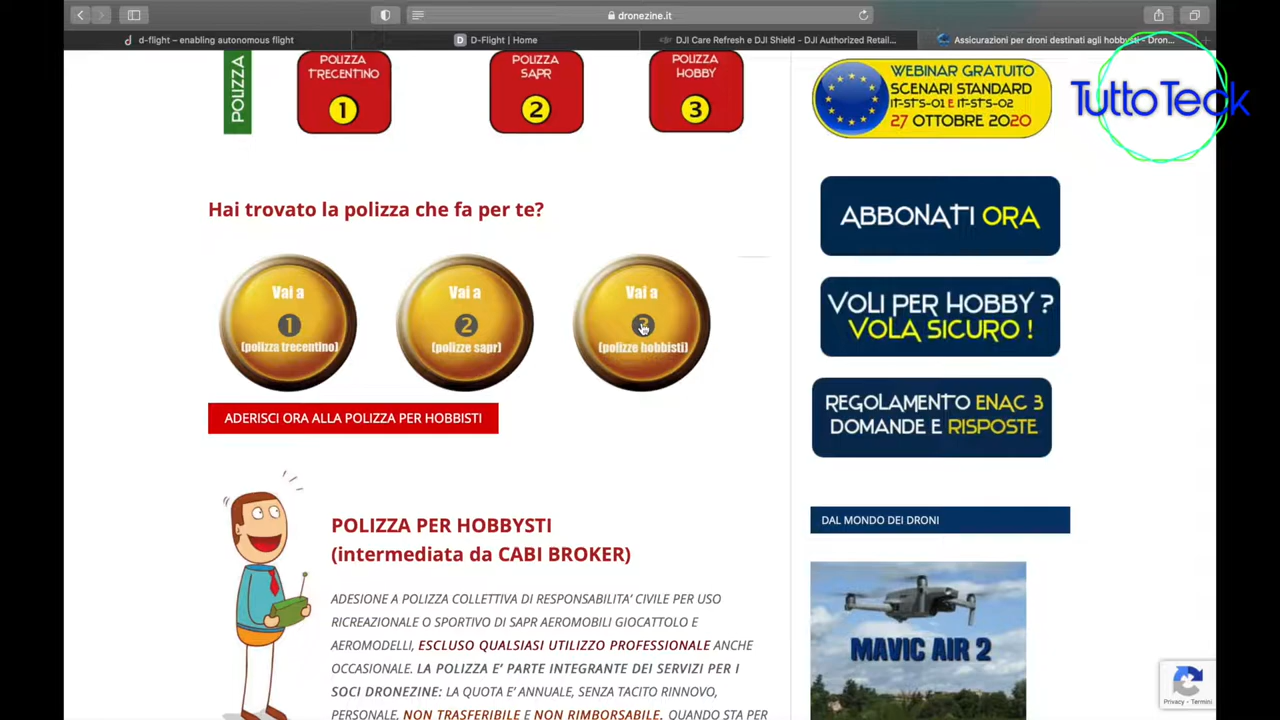 dronezine.it
d-flight – enabling autonomous flight
D-Flight | Home
DJI Care Refresh e DJI Shield - DJI Authorized Retail...
Assicurazioni per droni destinati agli hobbysti - Dron...
TuttoTeck
POLIZZA
POLIZZA
TRECENTINO
1
POLIZZA
SAPR
2
POLIZZA
HOBBY
3
WEBINAR GRATUITO
SCENARI STANDARD
IT-STS-01 E IT-STS-02
27 OTTOBRE 2020
Hai trovato la polizza che fa per te?
Vai a
1
(polizza trecentino)
Vai a
2
(polizze sapr)
Vai a
3
(polizze hobbisti)
ADERISCI ORA ALLA POLIZZA PER HOBBISTI
ABBONATI ORA
VOLI PER HOBBY ?
VOLA SICURO !
REGOLAMENTO ENAC 3
DOMANDE E RISPOSTE
DAL MONDO DEI DRONI
MAVIC AIR 2
POLIZZA PER HOBBYSTI
(intermediata da CABI BROKER)
ADESIONE A POLIZZA COLLETTIVA DI RESPONSABILITA' CIVILE PER USO
RICREAZIONALE O SPORTIVO DI SAPR AEROMOBILI GIOCATTOLO E
AEROMODELLI, ESCLUSO QUALSIASI UTILIZZO PROFESSIONALE ANCHE
OCCASIONALE. LA POLIZZA E' PARTE INTEGRANTE DEI SERVIZI PER I
SOCI DRONEZINE: LA QUOTA E' ANNUALE, SENZA TACITO RINNOVO,
PERSONALE, NON TRASFERIBILE E NON RIMBORSABILE. QUANDO STA PER
Privacy - Termini